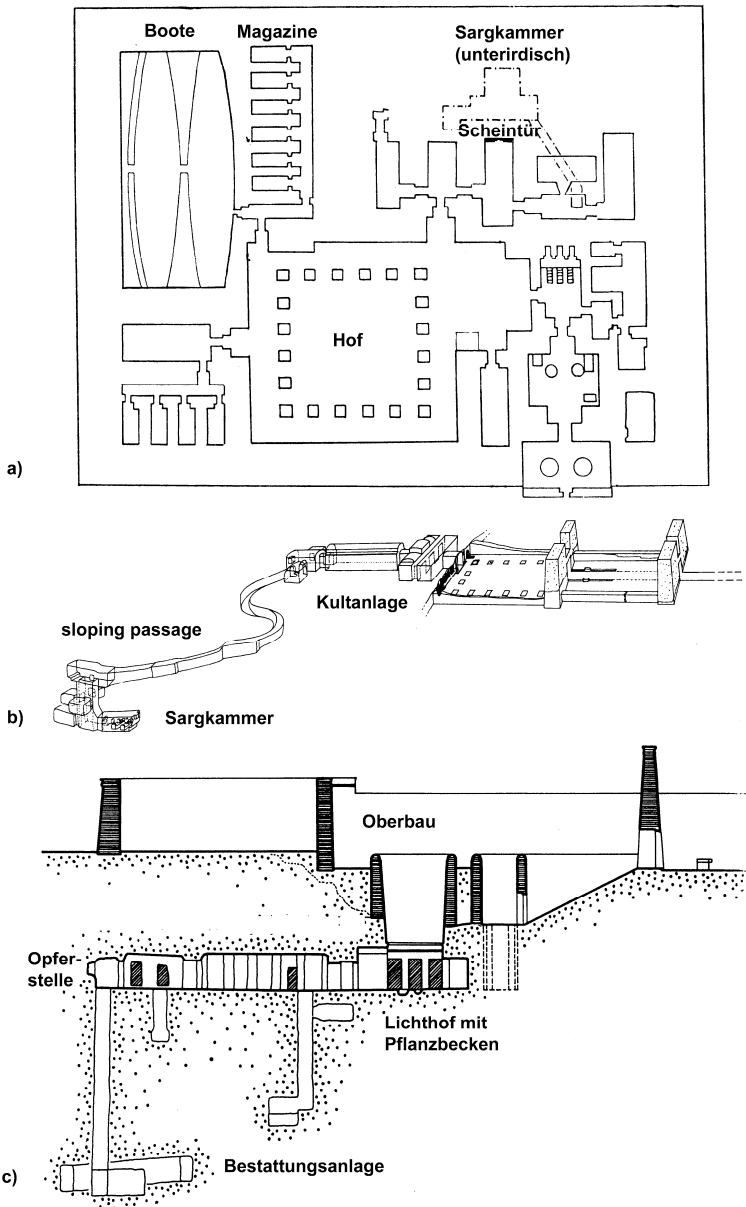 Boote
Magazine
Sargkammer
(unterirdisch)
Scheintür
Hof
a)
Kultanlage
sloping passage
Sargkammer
b)
Oberbau
Opfer-
stelle
Lichthof mit
Pflanzbecken
Bestattungsanlage
c)